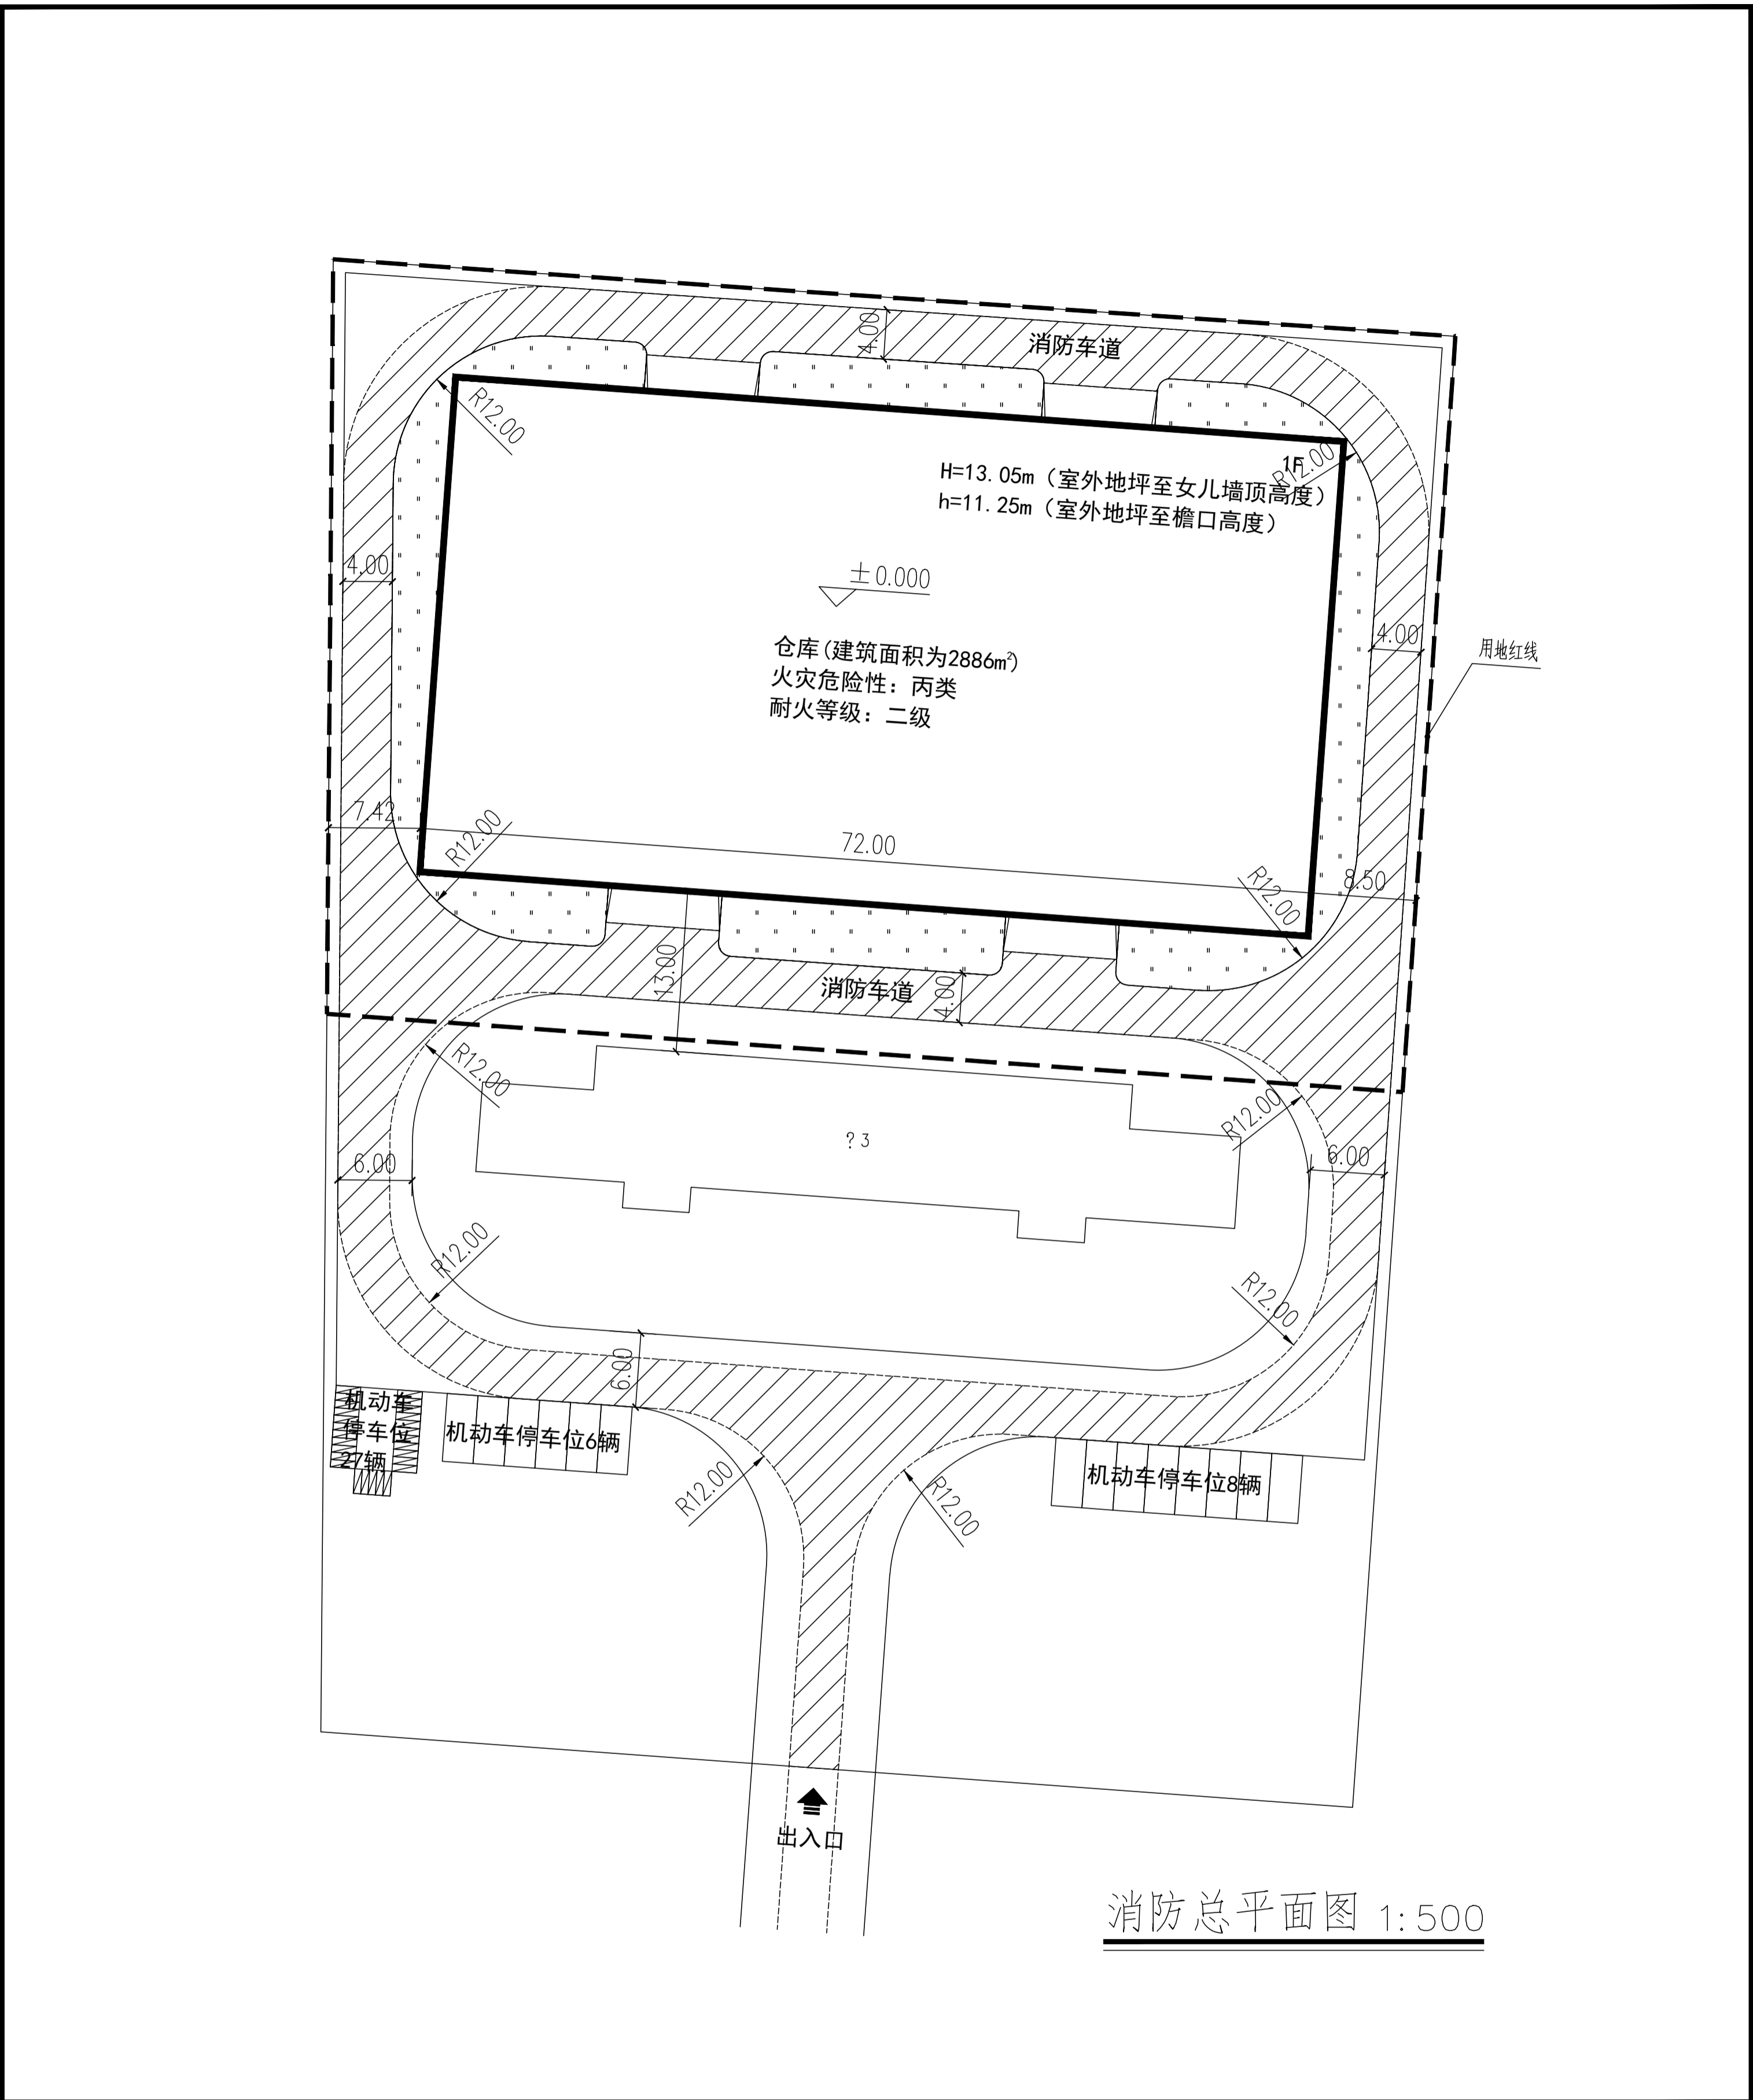 4.00
消防车道
R12.00
1F
R12.00
H=13.05m（室外地坪至女儿墙顶高度）
h=11.25m（室外地坪至檐口高度）
4.00
±0.000
4.00
用地红线
仓库(建筑面积为2886m²)
火灾危险性：丙类
耐火等级：二级
7.42
R12.00
72.00
8.50
R12.00
13.00
消防车道
4.00
R12.00
R12.00
?3
6.00
6.00
R12.00
R12.00
6.00
机动车
停车位
27辆
机动车停车位6辆
机动车停车位8辆
R12.00
R12.00
出入口
消防总平面图 1:500